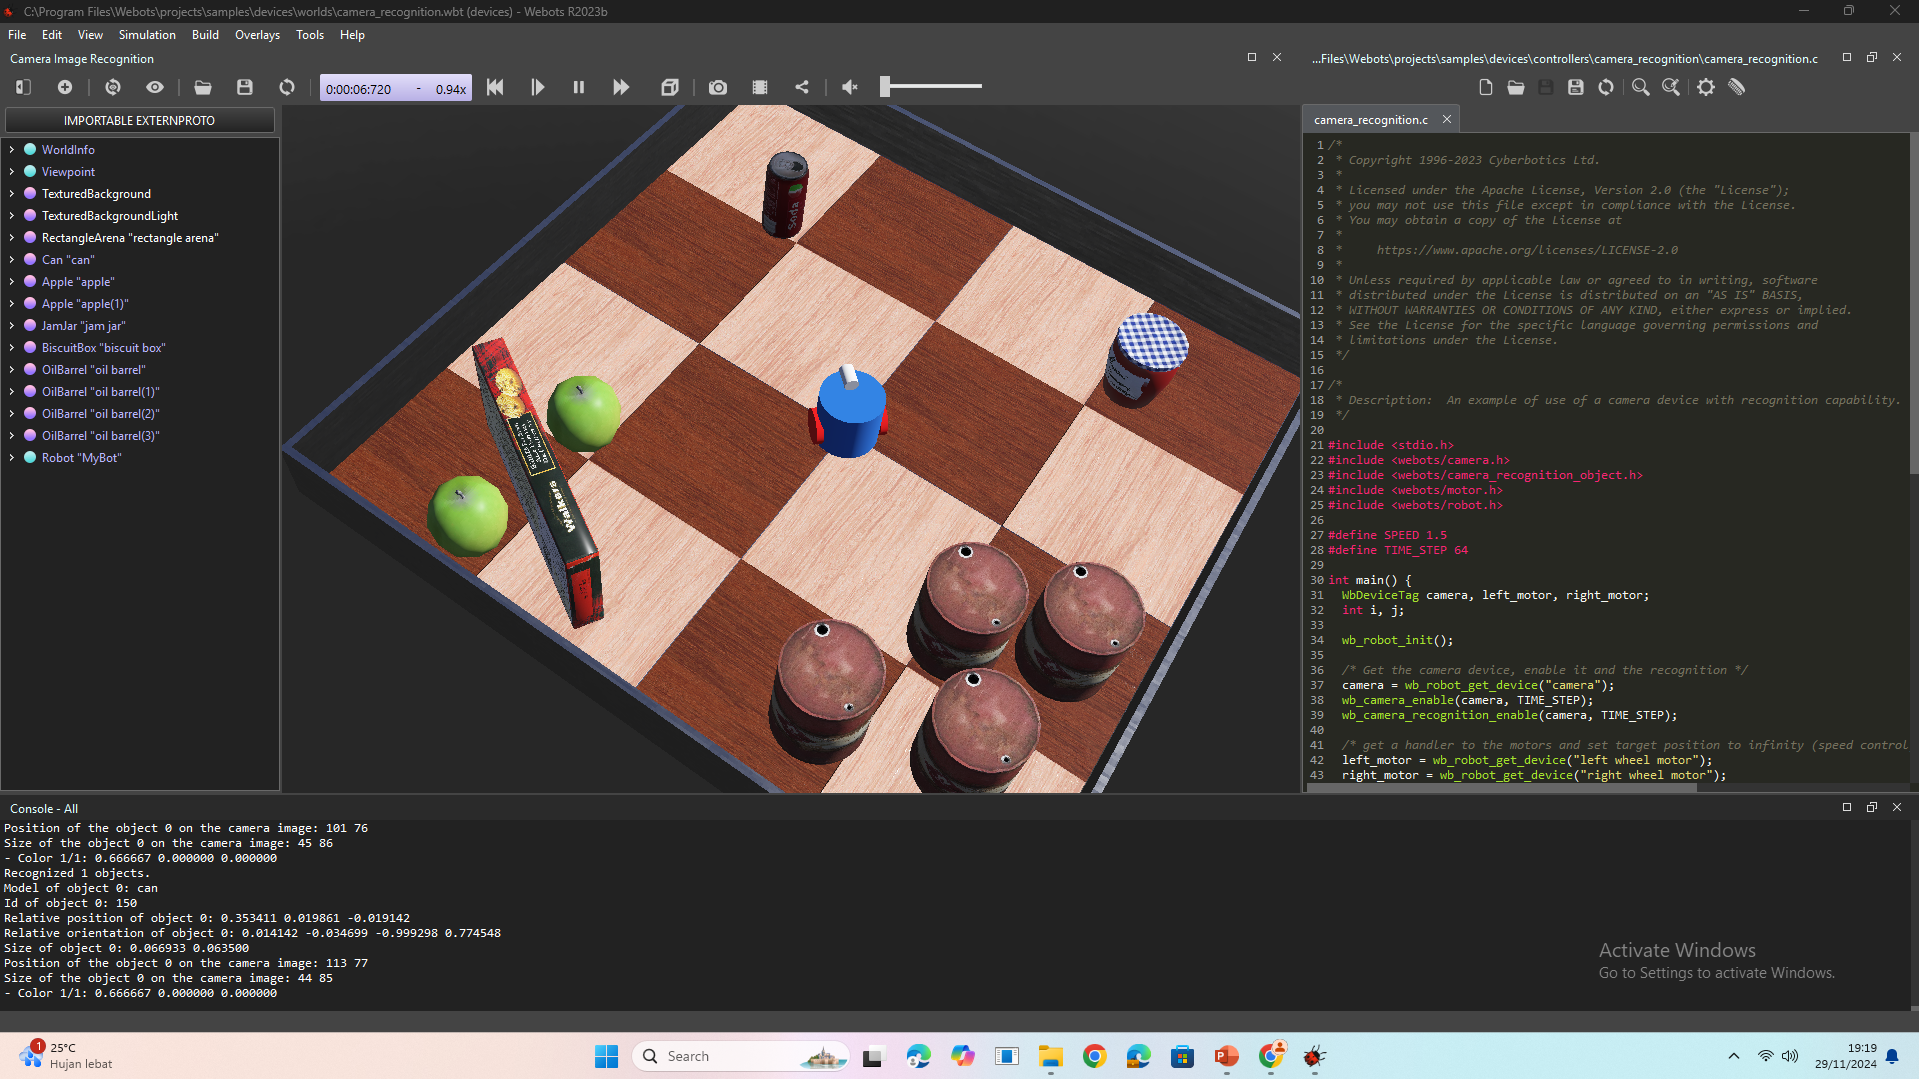 C:\Program Files\Webots\projects\samples\devices\worlds\camera_recognition.wbt (devices) - Webots R2023b
File Edit View Simulation Build Overlays Tools Help
Camera Image Recognition
...Files\Webots\projects\samples\devices\controllers\camera_recognition\camera_recognition.c
0:00:06:720 - 0.94x
IMPORTABLE EXTERNPROTO
WorldInfo
Viewpoint
TexturedBackground
TexturedBackgroundLight
RectangleArena "rectangle arena"
Can "can"
Apple "apple"
Apple "apple(1)"
JamJar "jam jar"
BiscuitBox "biscuit box"
OilBarrel "oil barrel"
OilBarrel "oil barrel(1)"
OilBarrel "oil barrel(2)"
OilBarrel "oil barrel(3)"
Robot "MyBot"
Soda
Walkers
camera_recognition.c
1 /*
2 * Copyright 1996-2023 Cyberbotics Ltd.
3 *
4 * Licensed under the Apache License, Version 2.0 (the "License");
5 * you may not use this file except in compliance with the License.
6 * You may obtain a copy of the License at
7 *
8 * https://www.apache.org/licenses/LICENSE-2.0
9 *
10 * Unless required by applicable law or agreed to in writing, software
11 * distributed under the License is distributed on an "AS IS" BASIS,
12 * WITHOUT WARRANTIES OR CONDITIONS OF ANY KIND, either express or implied.
13 * See the License for the specific language governing permissions and
14 * limitations under the License.
15 */
16
17 /*
18 * Description: An example of use of a camera device with recognition capability.
19 */
20
21 #include <stdio.h>
22 #include <webots/camera.h>
23 #include <webots/camera_recognition_object.h>
24 #include <webots/motor.h>
25 #include <webots/robot.h>
26
27 #define SPEED 1.5
28 #define TIME_STEP 64
29
30 int main() {
31 WbDeviceTag camera, left_motor, right_motor;
32 int i, j;
33
34 wb_robot_init();
35
36 /* Get the camera device, enable it and the recognition */
37 camera = wb_robot_get_device("camera");
38 wb_camera_enable(camera, TIME_STEP);
39 wb_camera_recognition_enable(camera, TIME_STEP);
40
41 /* get a handler to the motors and set target position to infinity (speed control
42 left_motor = wb_robot_get_device("left wheel motor");
43 right_motor = wb_robot_get_device("right wheel motor");
Console - All
Position of the object 0 on the camera image: 101 76
Size of the object 0 on the camera image: 45 86
- Color 1/1: 0.666667 0.000000 0.000000
Recognized 1 objects.
Model of object 0: can
Id of object 0: 150
Relative position of object 0: 0.353411 0.019861 -0.019142
Relative orientation of object 0: 0.014142 -0.034699 -0.999298 0.774548
Size of object 0: 0.066933 0.063500
Position of the object 0 on the camera image: 113 77
Size of the object 0 on the camera image: 44 85
- Color 1/1: 0.666667 0.000000 0.000000
Activate Windows
Go to Settings to activate Windows.
1
25°C
Hujan lebat
Search
19:19
29/11/2024